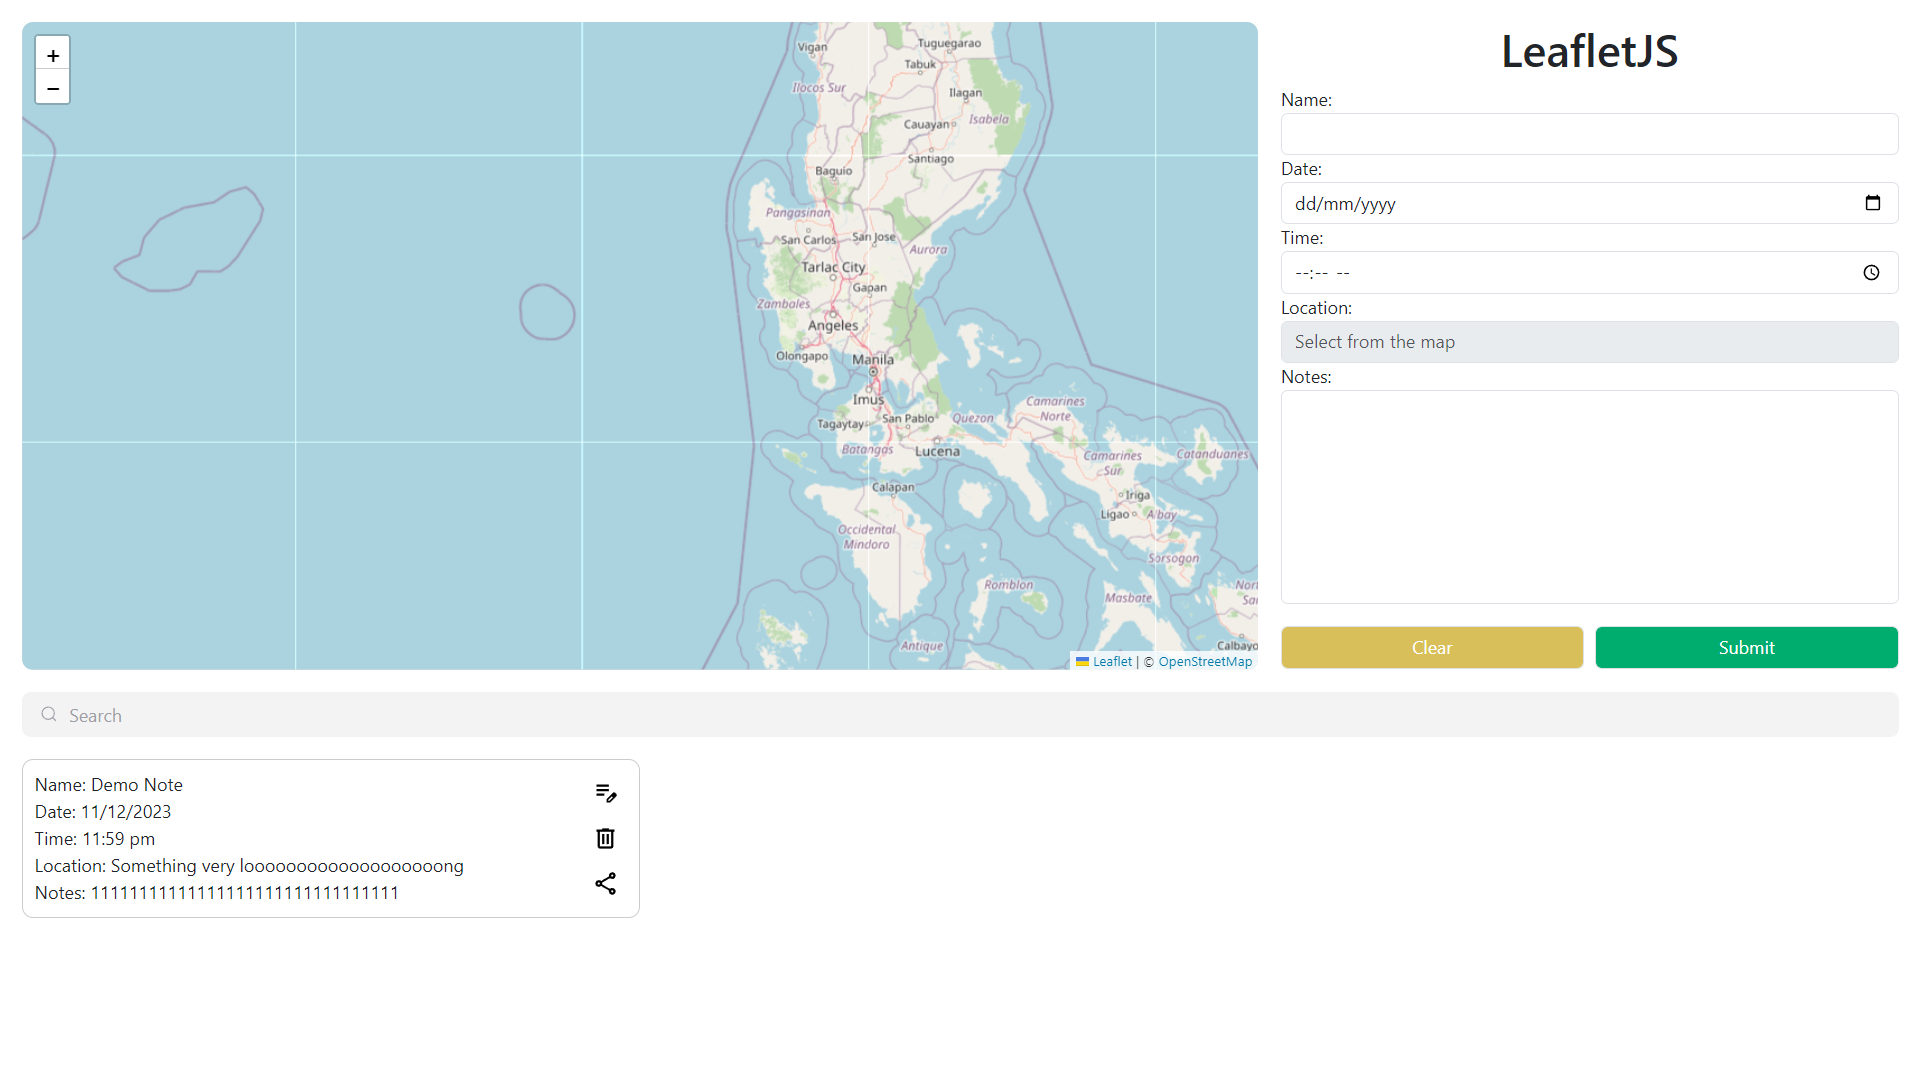 +
−
Vigan
Tuguegarao
Tabuk
Ilocos Sur
Ilagan
Isabela
Cauayan
Santiago
Baguio
Pangasinan
San Carlos
San Jose
Aurora
Tarlac City
Gapan
Zambales
Angeles
Olongapo
Manila
Imus
Camarines
Norte
Tagaytay
San Pablo
Quezon
Batangas
Lucena
Camarines
Sur
Catanduanes
Calapan
Iriga
Ligao
Albay
Occidental
Mindoro
Sorsogon
Romblon
Masbate
Nort
Sa
Antique
Calbayo
Leaflet | © OpenStreetMap
LeafletJS
Name:
Date:
dd/mm/yyyy
Time:
--:-- --
Location:
Select from the map
Notes:
Clear
Submit
Search
Name: Demo Note
Date: 11/12/2023
Time: 11:59 pm
Location: Something very looooooooooooooooooong
Notes: 11111111111111111111111111111111